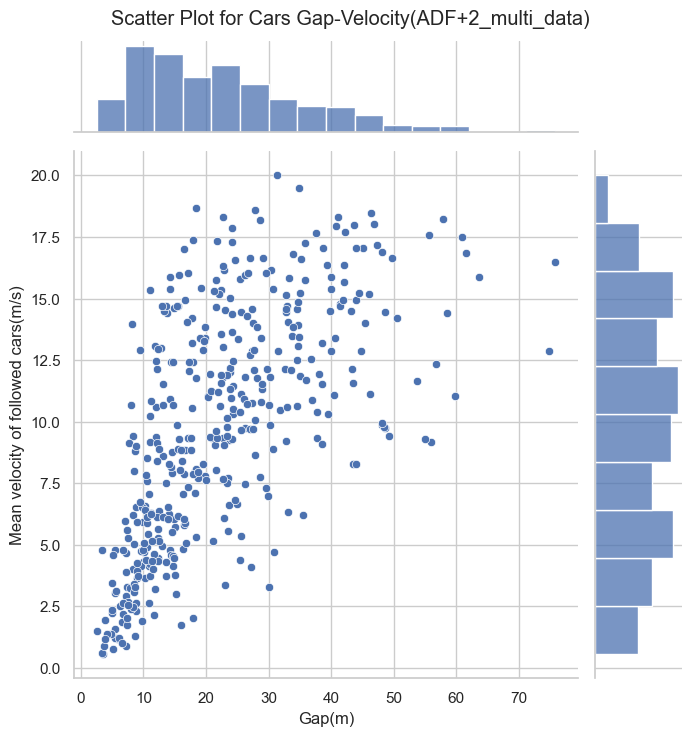 Scatter Plot for Cars Gap-Velocity(ADF+2_multi_data)
20.0
17.5
15.0
12.5
10.0
7.5
5.0
2.5
0.0
Mean velocity of followed cars(m/s)
0 10 20 30 40 50 60 70
Gap(m)